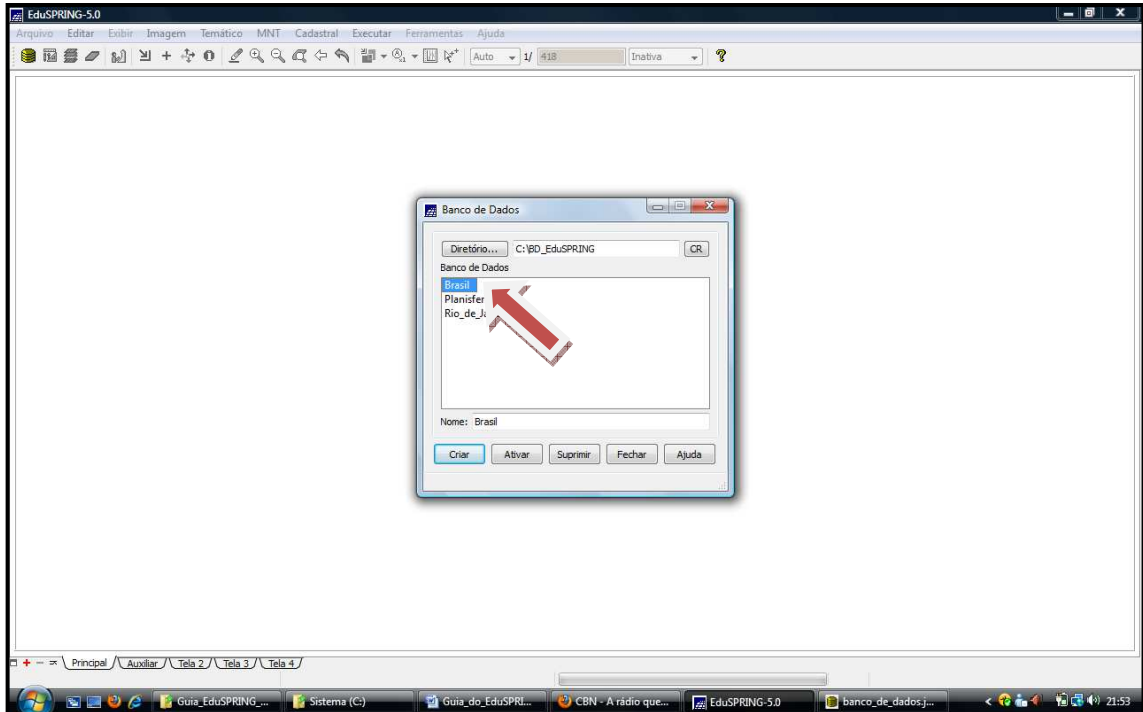 EduSPRING-5.0
Arquivo Editar Exibir Imagem Temático MNT Cadastral Executar Ferramentas Ajuda
Auto 1/ 418 Inativa
Banco de Dados
Diretório... C:\BD_EduSPRING CR
Banco de Dados
Brasil
Planisfer
Rio_de_Ja
Nome: Brasil
Criar Ativar Suprimir Fechar Ajuda
Principal Auxiliar Tela 2 Tela 3 Tela 4
Guia_EduSPRING_... Sistema (C:) Guia_do_EduSPRI... CBN - A rádio que... EduSPRING-5.0 banco_de_dados.j... 21:53